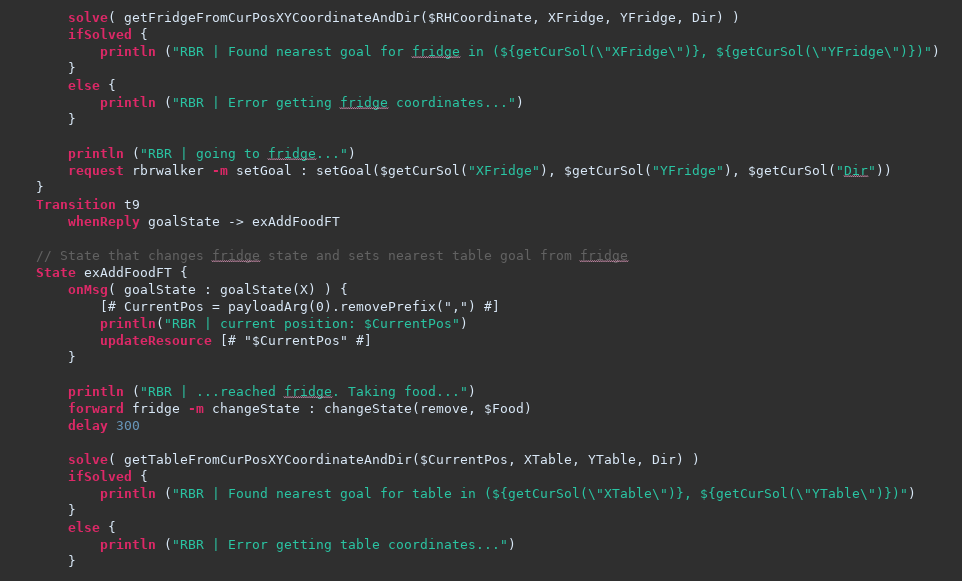 solve( getFridgeFromCurPosXYCoordinateAndDir($RHCoordinate, XFridge, YFridge, Dir) )
ifSolved {
println ("RBR | Found nearest goal for fridge in (${getCurSol(\"XFridge\")}, ${getCurSol(\"YFridge\")})")
}
else {
println ("RBR | Error getting fridge coordinates...")
}
println ("RBR | going to fridge...")
request rbrwalker -m setGoal : setGoal($getCurSol("XFridge"), $getCurSol("YFridge"), $getCurSol("Dir"))
}
Transition t9
whenReply goalState -> exAddFoodFT
// State that changes fridge state and sets nearest table goal from fridge
State exAddFoodFT {
onMsg( goalState : goalState(X) ) {
[# CurrentPos = payloadArg(0).removePrefix(",") #]
println("RBR | current position: $CurrentPos")
updateResource [# "$CurrentPos" #]
}
println ("RBR | ...reached fridge. Taking food...")
forward fridge -m changeState : changeState(remove, $Food)
delay 300
solve( getTableFromCurPosXYCoordinateAndDir($CurrentPos, XTable, YTable, Dir) )
ifSolved {
println ("RBR | Found nearest goal for table in (${getCurSol(\"XTable\")}, ${getCurSol(\"YTable\")})")
}
else {
println ("RBR | Error getting table coordinates...")
}